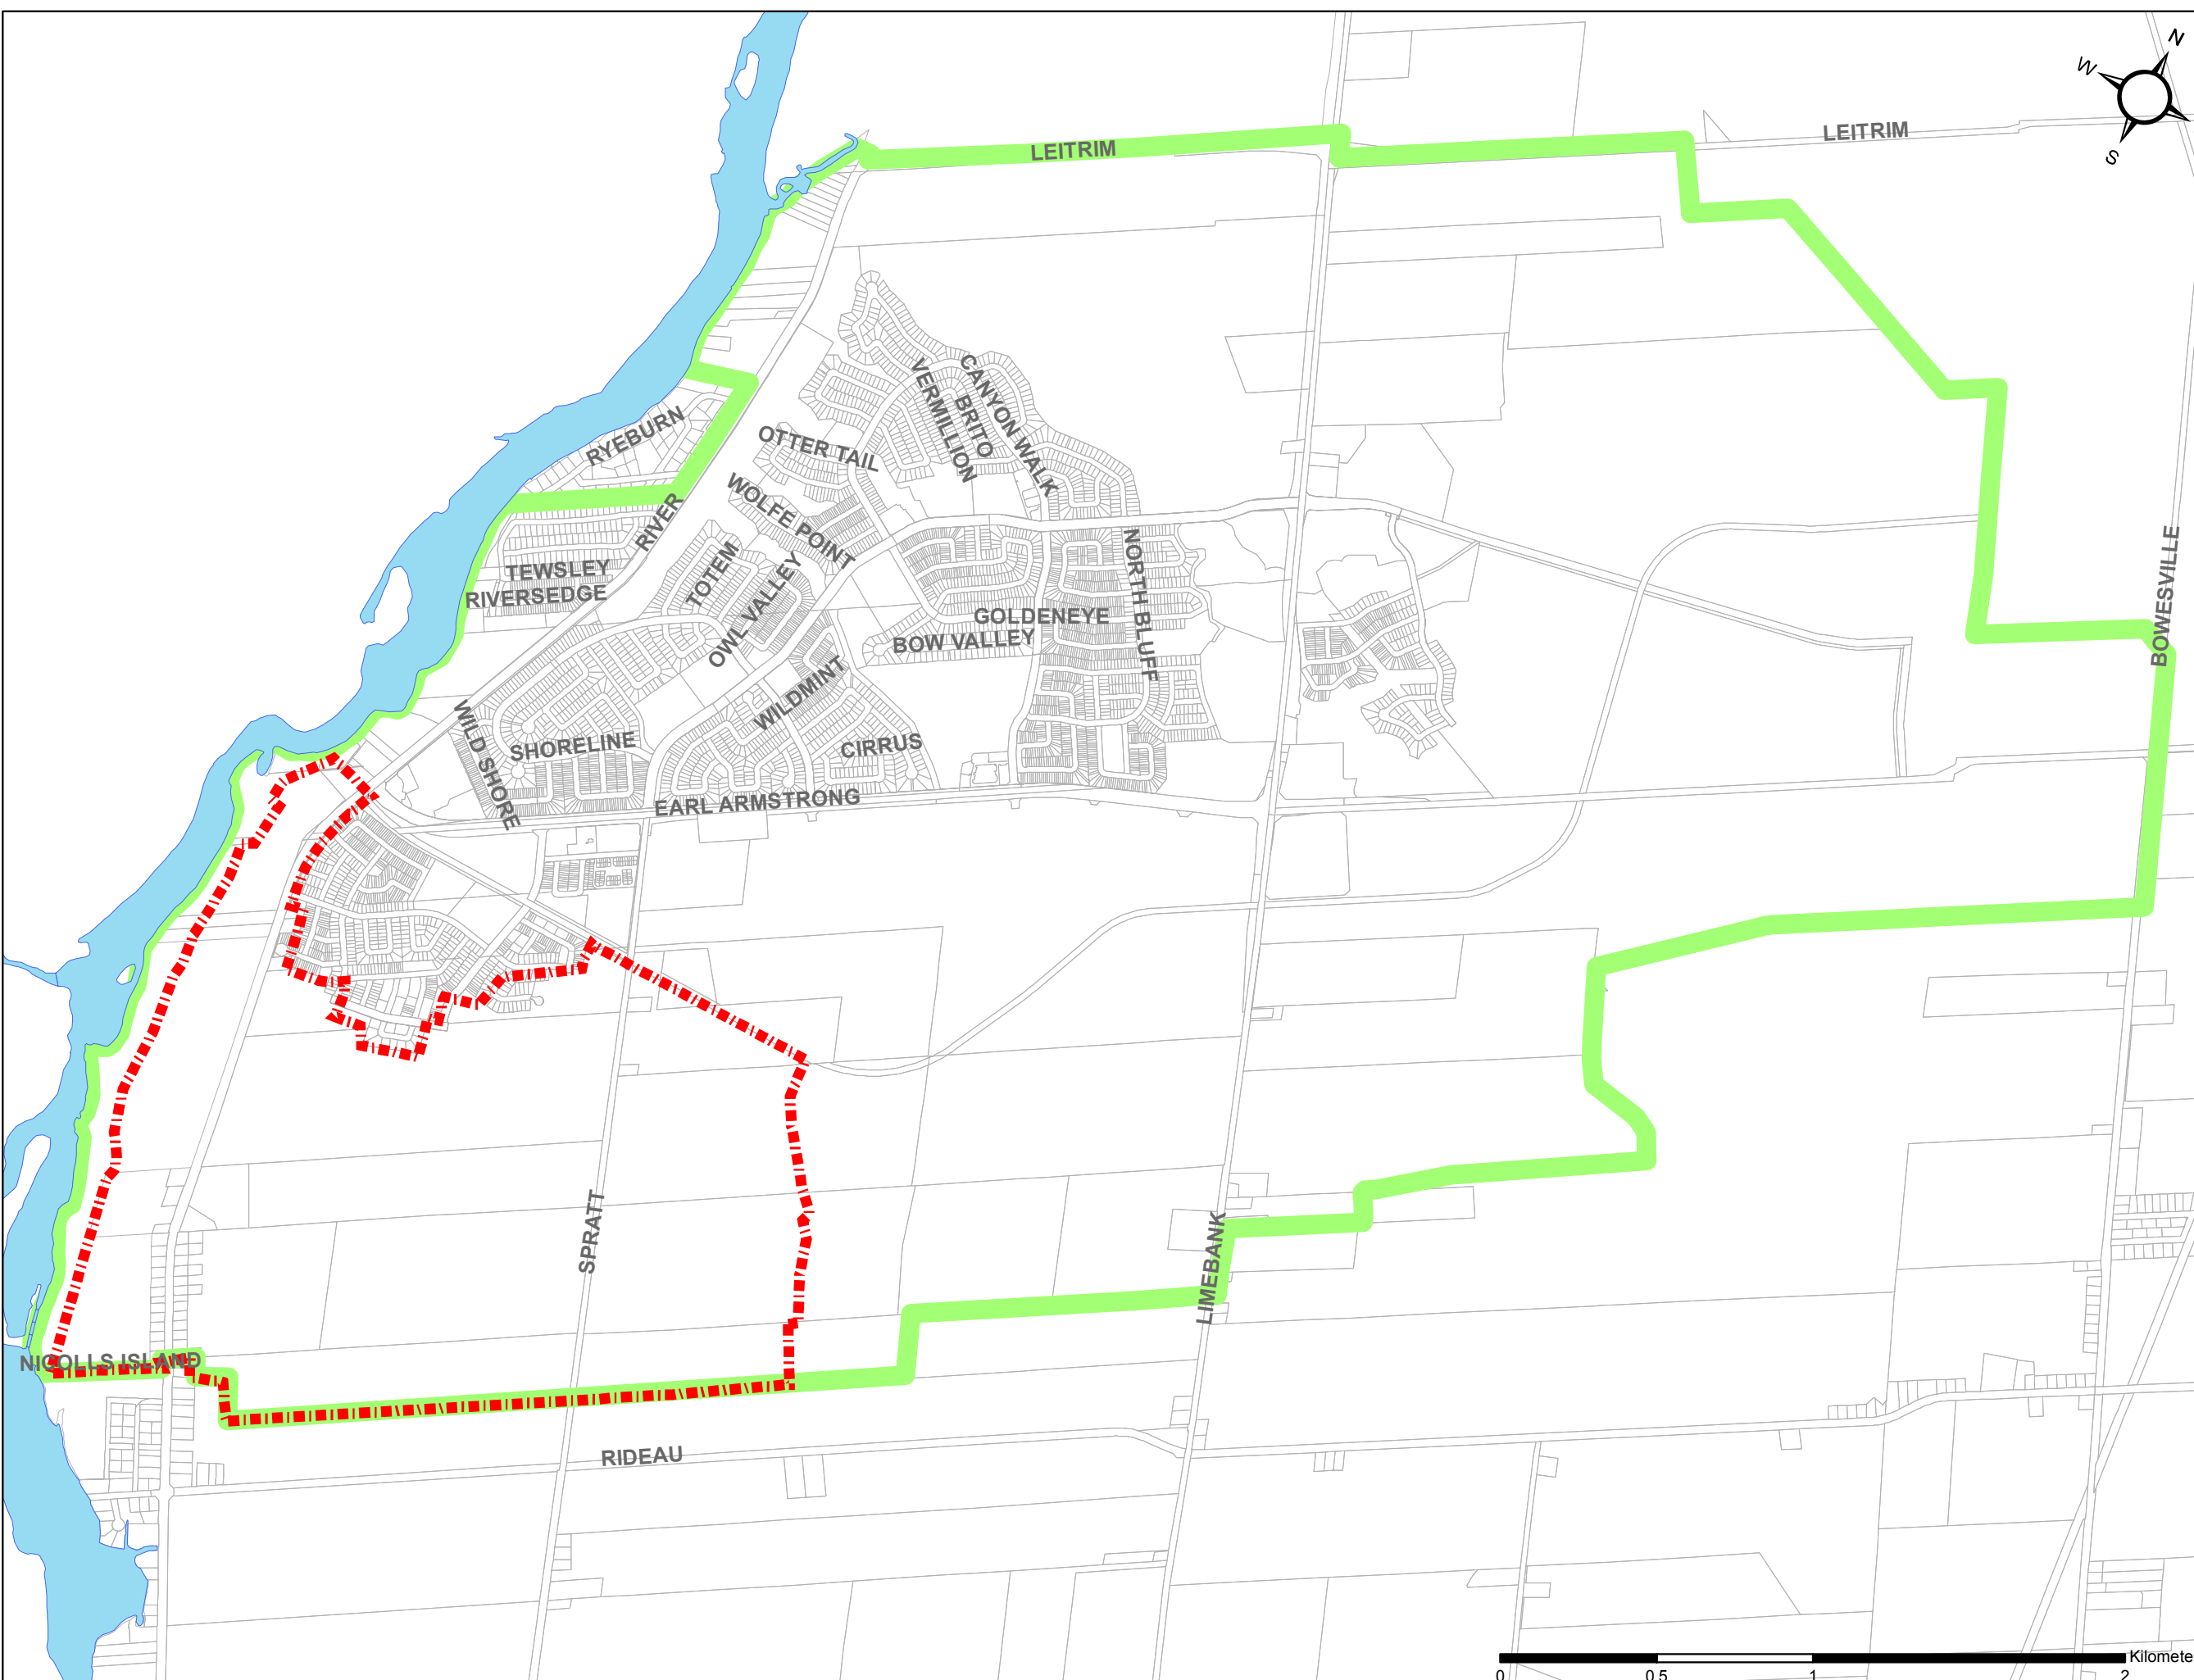 N
W
S
LEITRIM
LEITRIM
CANYON WALK
VERMILLION
BRITO
RYEBURN
OTTER TAIL
WOLFE POINT
RIVER
NORTH BLUFF
TEWSLEY
RIVERSEDGE
TOTEM
OWL VALLEY
GOLDENEYE
BOW VALLEY
BOWESVILLE
WILDMINT
WILD SHORE
SHORELINE
CIRRUS
EARL ARMSTRONG
SPRATT
LIMEBANK
NICOLLS ISLAND
RIDEAU
Kilomete
0 0.5 1 2